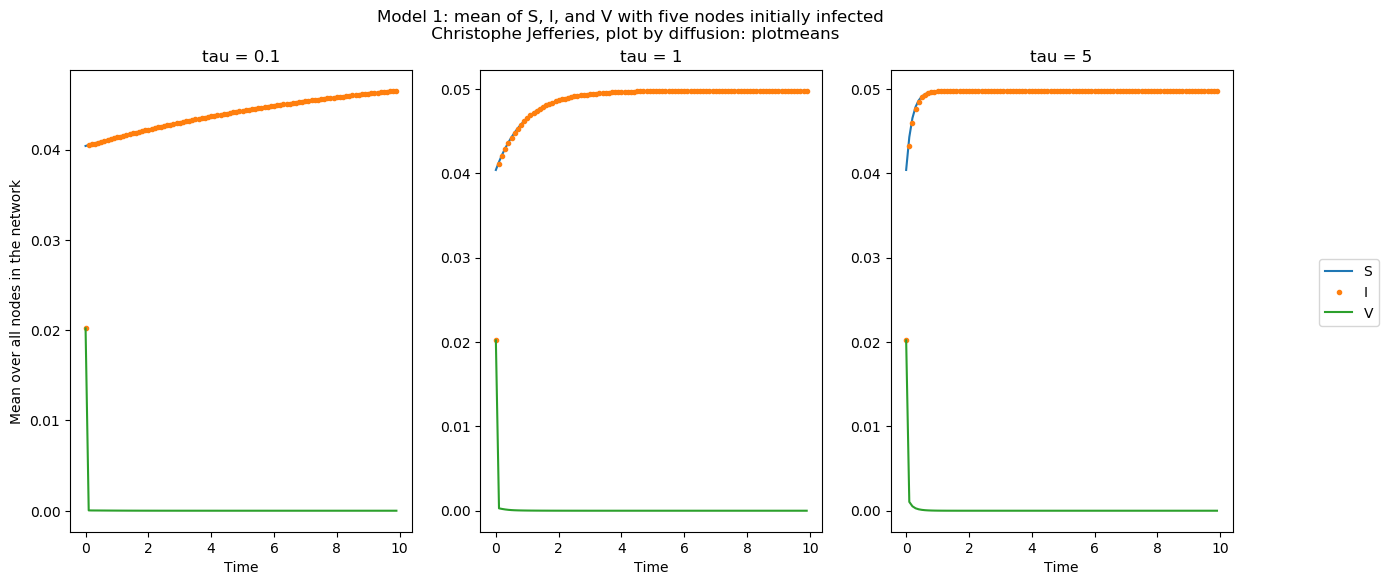 Model 1: mean of S, I, and V with five nodes initially infected
Christophe Jefferies, plot by diffusion: plotmeans
tau = 0.1
tau = 1
tau = 5
Mean over all nodes in the network
0.04
0.03
0.02
0.01
0.00
0 2 4 6 8 10
Time
0.05
0.04
0.03
0.02
0.01
0.00
0 2 4 6 8 10
Time
0.05
0.04
0.03
0.02
0.01
0.00
0 2 4 6 8 10
Time
S
I
V